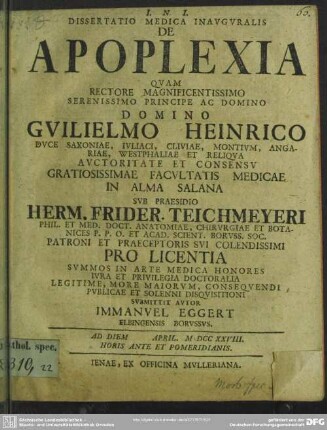 I. N. I.
DISSERTATIO MEDICA INAVGVRALIS
DE
APOPLEXIA
QVAM
RECTORE MAGNIFICENTISSIMO
SERENISSIMO PRINCIPE AC DOMINO
DOMINO
GVILIELMO HEINRICO
DVCE SAXONIAE, IVLIACI, CLIVIAE, MONTIVM, ANGA-
RIAE, WESTPHALIAE ET RELIQVA
AVCTORITATE ET CONSENSV
GRATIOSISSIMAE FACVLTATIS MEDICAE
IN ALMA SALANA
SVB PRAESIDIO
HERM. FRIDER. TEICHMEYERI
PHIL. ET MED. DOCT. ANATOMIAE, CHIRVRGIAE ET BOTA-
NICES P. P. O. ET ACAD. SCIENT. BORVSS. SOC.
PATRONI ET PRAECEPTORIS SVI COLENDISSIMI
PRO LICENTIA
SVMMOS IN ARTE MEDICA HONORES
IVRA ET PRIVILEGIA DOCTORALIA
LEGITIME, MORE MAIORVM, CONSEQVENDI
PVBLICAE ET SOLENNI DISQVISITIONI
SVBMITTIT AVTOR
IMMANVEL EGGERT
ELBINGENSIS BORVSSVS.
AD DIEM APRIL. M DCC XXVIII.
HORIS ANTE ET POMERIDIANIS.
IENAE, EX OFFICINA MVLLERIANA.
thol. spec.
310, 22